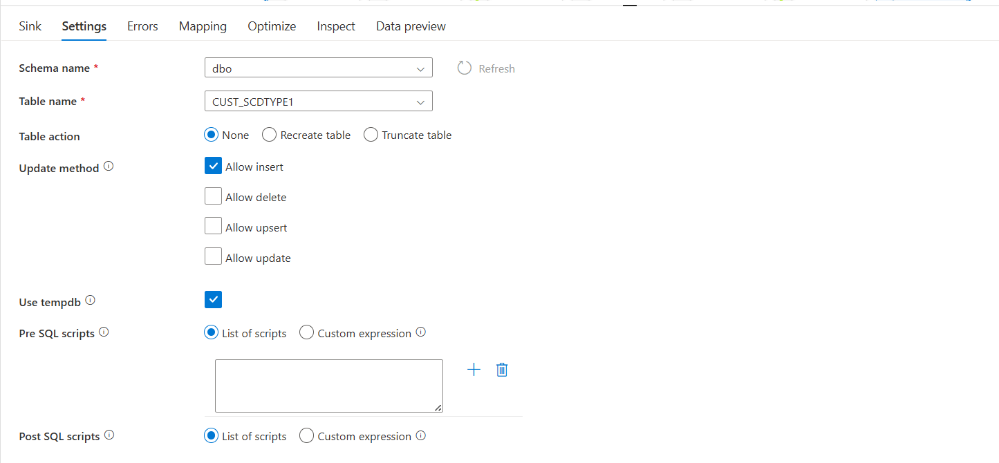 Sink Settings Errors Mapping Optimize Inspect Data preview
Schema name * dbo Refresh
Table name * CUST_SCDTYPE1
Table action None Recreate table Truncate table
Update method Allow insert
Allow delete
Allow upsert
Allow update
Use tempdb
Pre SQL scripts List of scripts Custom expression
Post SQL scripts List of scripts Custom expression